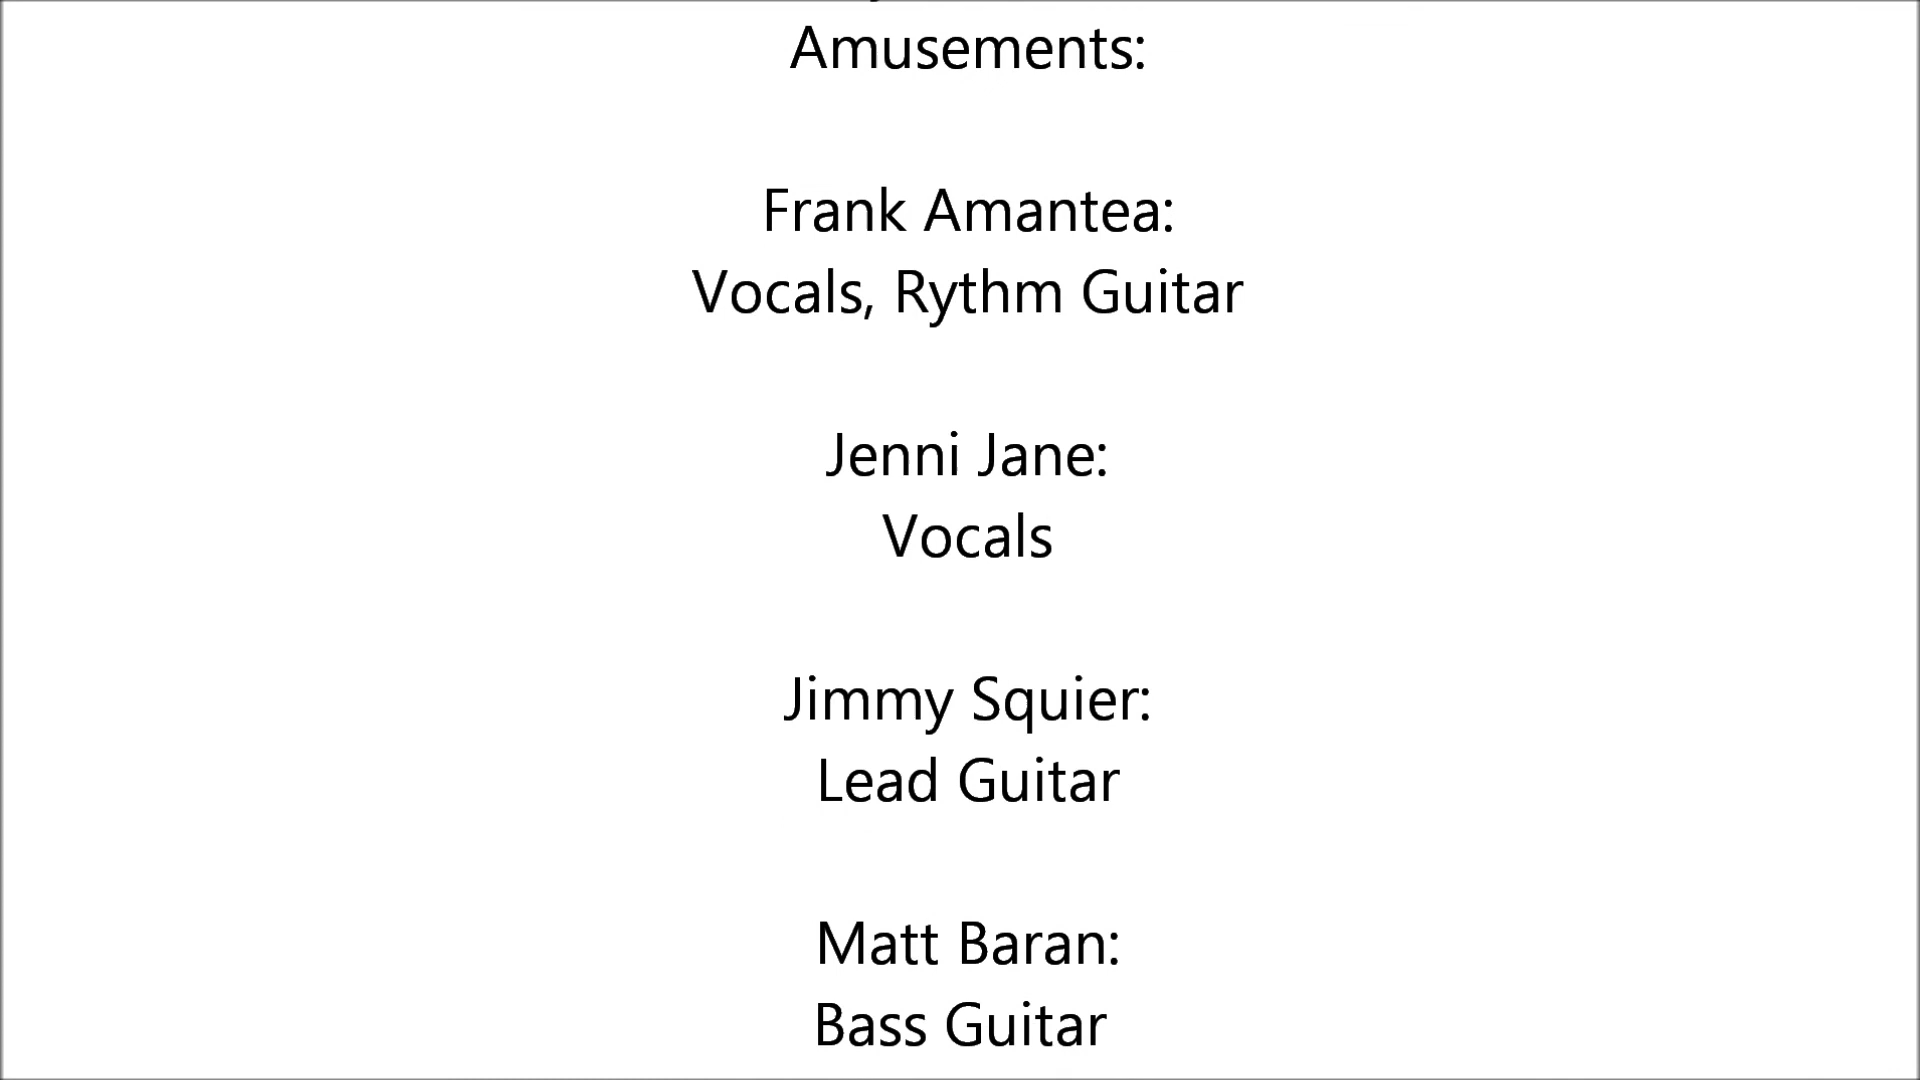 Amusements:
Frank Amantea:
Vocals, Rythm Guitar
Jenni Jane:
Vocals
Jimmy Squier:
Lead Guitar
Matt Baran:
Bass Guitar